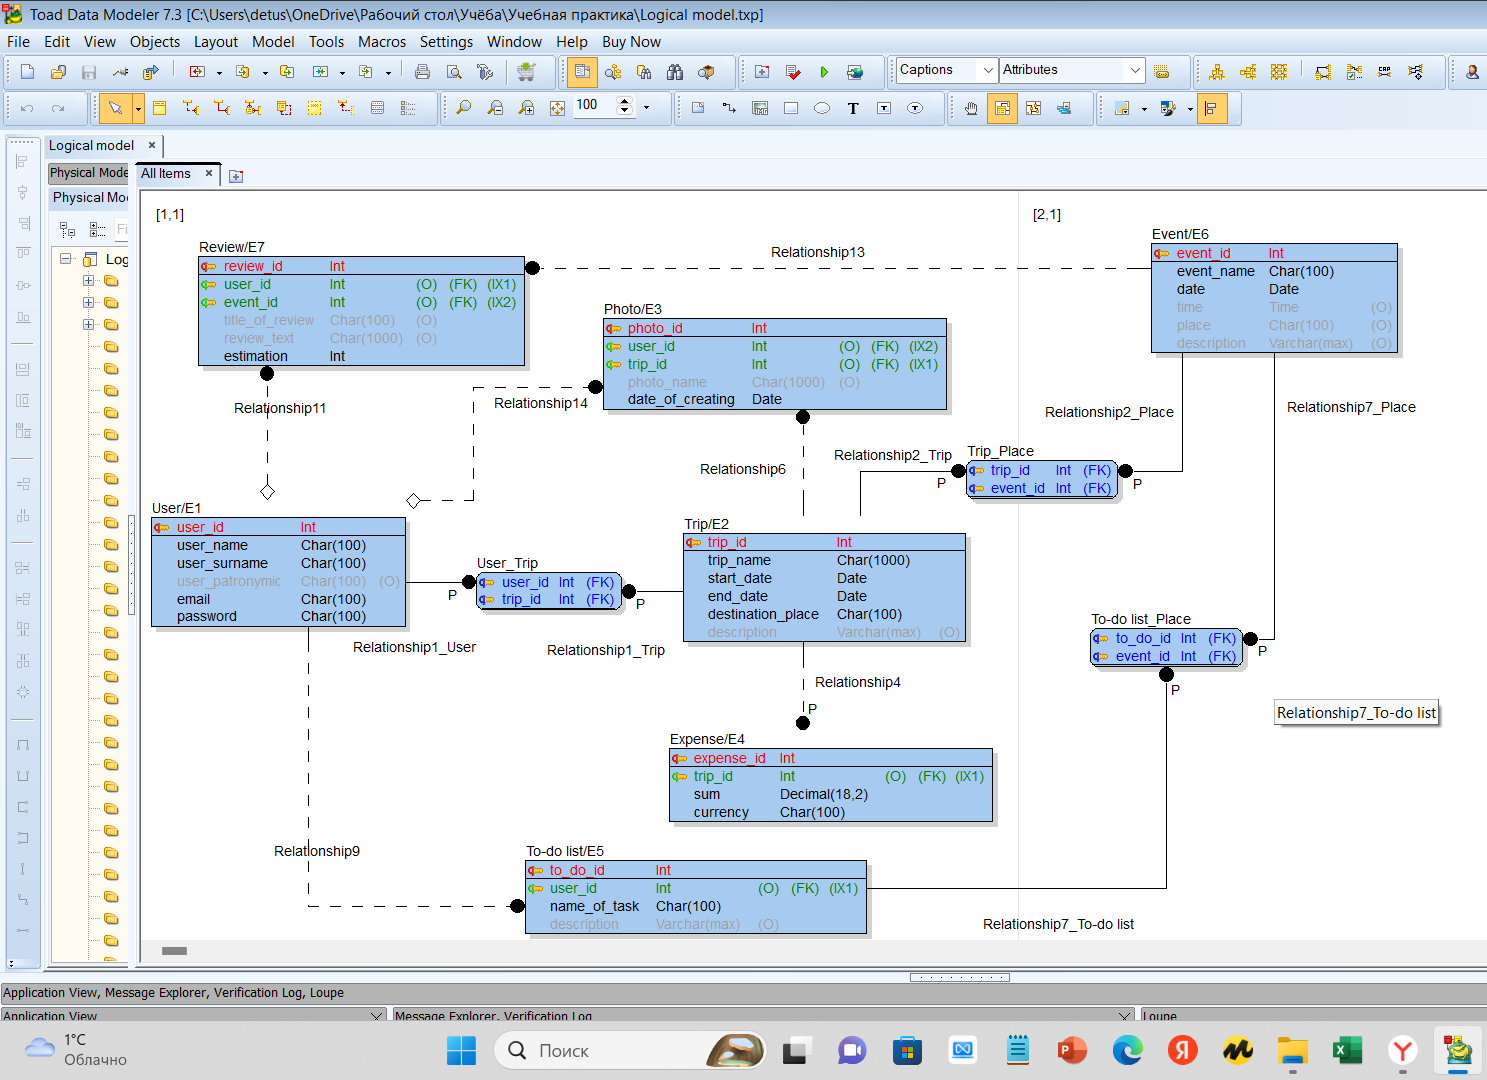 Toad Data Modeler 7.3 [C:\Users\detus\OneDrive\Рабочий стол\Учёба\Учебная практика\Logical model.txp]
File Edit View Objects Layout Model Tools Macros Settings Window Help Buy Now
Captions Attributes
100
Logical model ×
Physical Mode
All Items ×
Physical Mo
Fi
Log
[1,1]
[2,1]
Review/E7
review_id Int
user_id Int (O) (FK) (IX1)
event_id Int (O) (FK) (IX2)
title_of_review Char(100) (O)
review_text Char(1000) (O)
estimation Int
Relationship13
Event/E6
event_id Int
event_name Char(100)
date Date
time Time (O)
place Char(100) (O)
description Varchar(max) (O)
Photo/E3
photo_id Int
user_id Int (O) (FK) (IX2)
trip_id Int (O) (FK) (IX1)
photo_name Char(1000) (O)
date_of_creating Date
Relationship11
Relationship14
Relationship2_Place
Relationship7_Place
Relationship6
Relationship2_Trip
P
Trip_Place
trip_id Int (FK)
event_id Int (FK)
P
User/E1
user_id Int
user_name Char(100)
user_surname Char(100)
user_patronymic Char(100) (O)
email Char(100)
password Char(100)
P
User_Trip
user_id Int (FK)
trip_id Int (FK)
P
Trip/E2
trip_id Int
trip_name Char(1000)
start_date Date
end_date Date
destination_place Char(100)
description Varchar(max) (O)
Relationship1_User
Relationship1_Trip
To-do list_Place
to_do_id Int (FK)
event_id Int (FK)
P
P
Relationship4
P
Relationship7_To-do list
Expense/E4
expense_id Int
trip_id Int (O) (FK) (IX1)
sum Decimal(18,2)
currency Char(100)
Relationship9
To-do list/E5
to_do_id Int
user_id Int (O) (FK) (IX1)
name_of_task Char(100)
description Varchar(max) (O)
Relationship7_To-do list
Application View, Message Explorer, Verification Log, Loupe
Application View
Message Explorer, Verification Log
Loupe
1°C
Облачно
Поиск